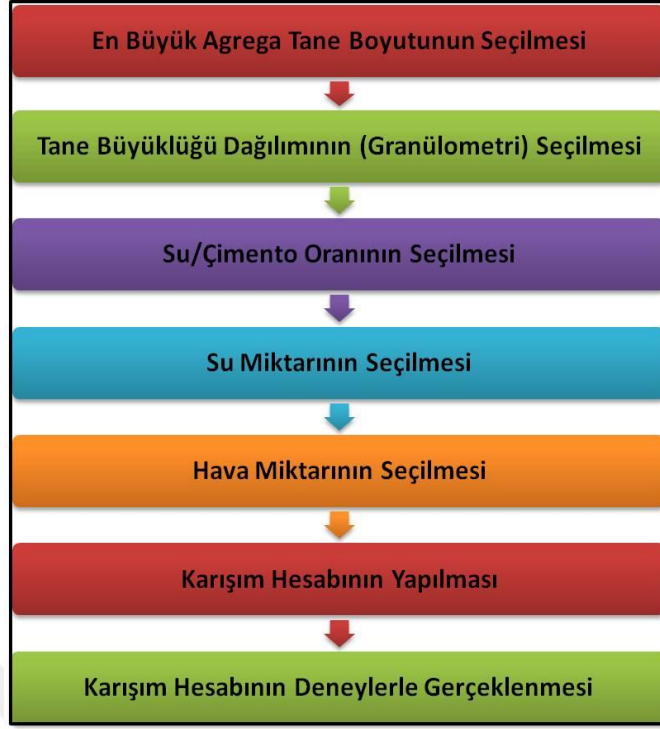 En Büyük Agrega Tane Boyutunun Seçilmesi
Tane Büyüklüğü Dağılımının (Granülometri) Seçilmesi
Su/Çimento Oranının Seçilmesi
Su Miktarının Seçilmesi
Hava Miktarının Seçilmesi
Karışım Hesabının Yapılması
Karışım Hesabının Deneylerle Gerçeklenmesi